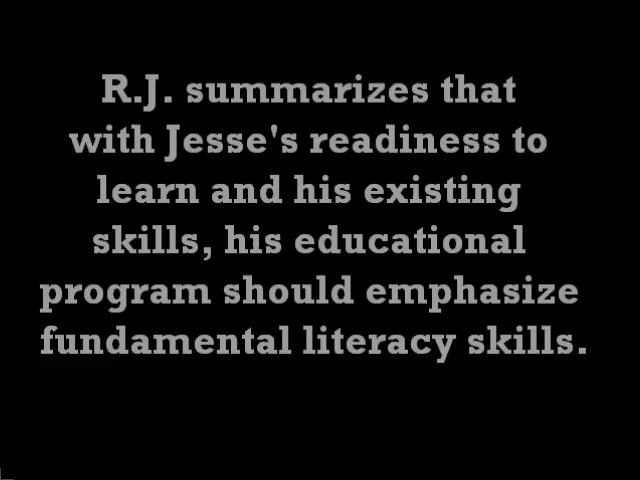 R.J. summarizes that
with Jesse's readiness to
learn and his existing
skills, his educational
program should emphasize
fundamental literacy skills.